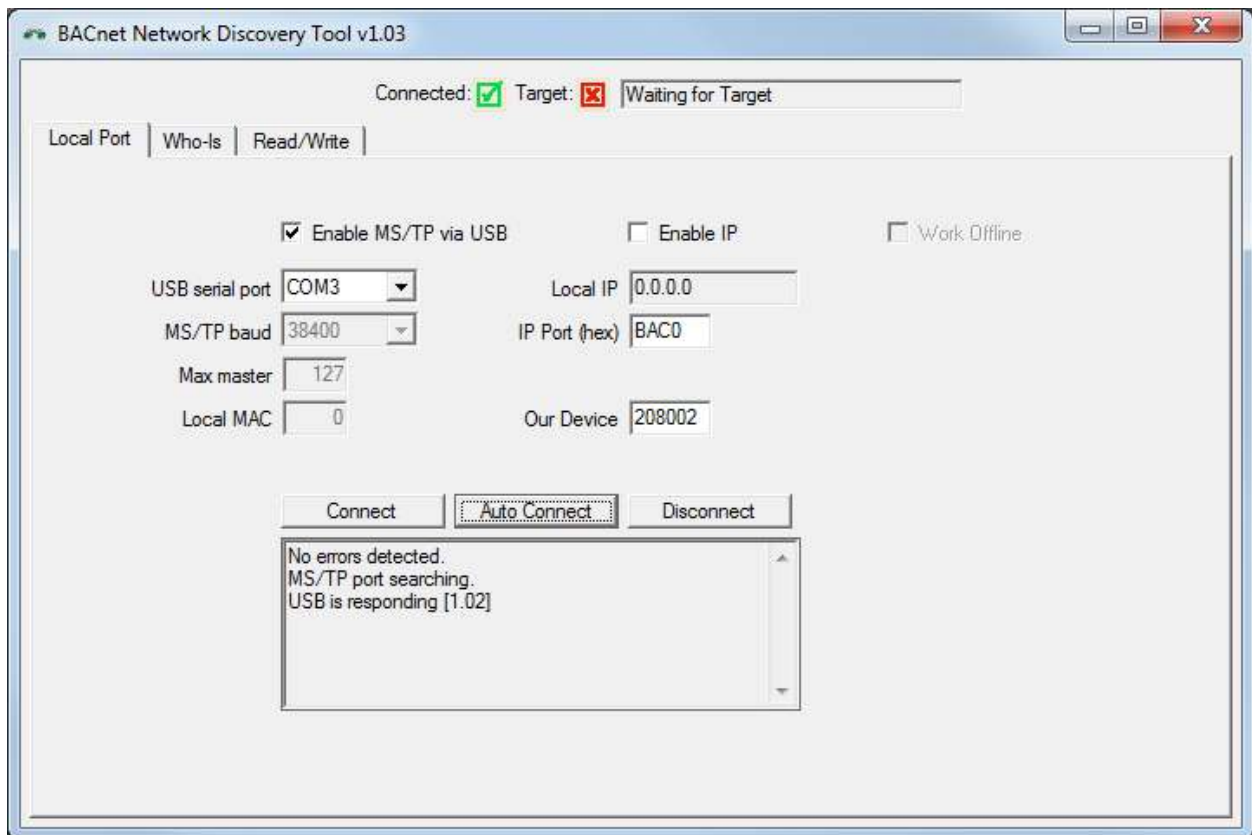 BACnet Network Discovery Tool v1.03
Connected: Target: Waiting for Target
Local Port Who-Is Read/Write
Enable MS/TP via USB Enable IP Work Offline
USB serial port COM3 Local IP 0.0.0.0
MS/TP baud 38400 IP Port (hex) BAC0
Max master 127
Local MAC 0 Our Device 208002
Connect Auto Connect Disconnect
No errors detected.
MS/TP port searching.
USB is responding [1.02]